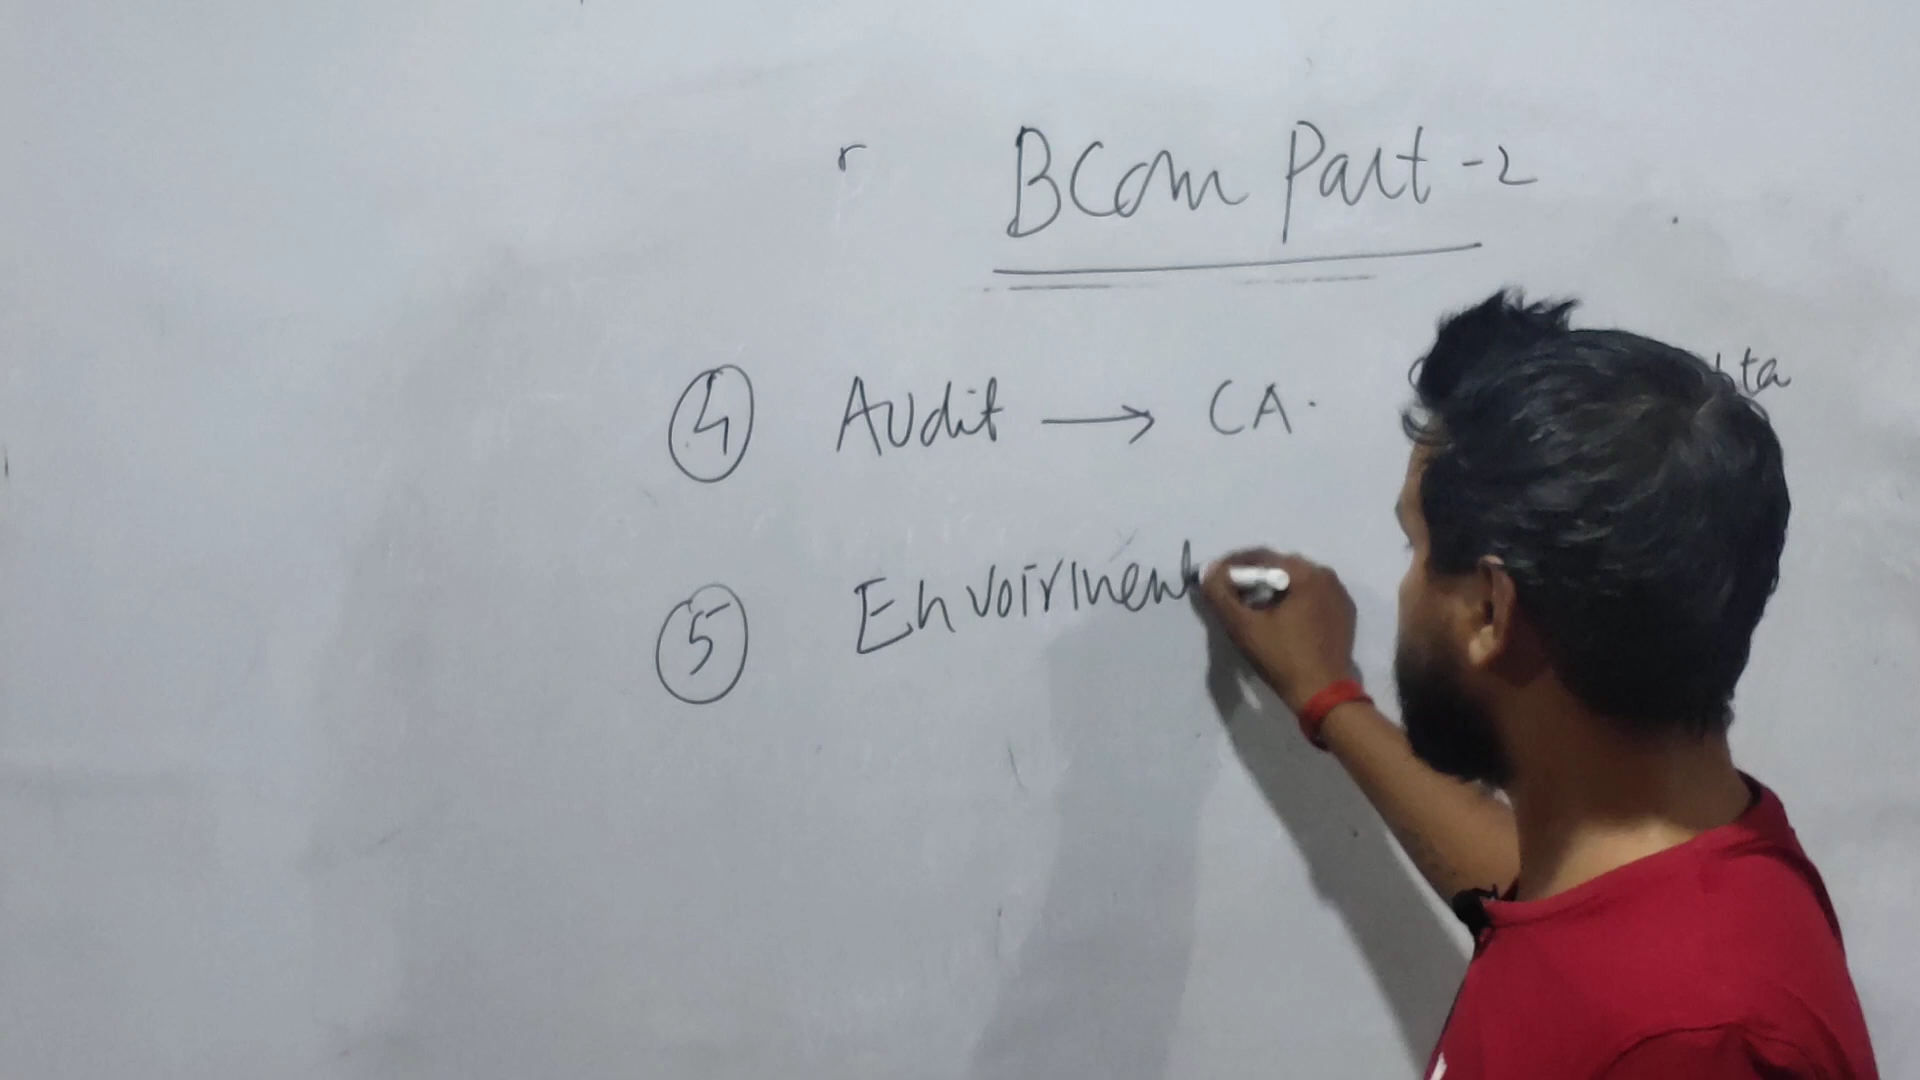 BCom Part-2
④ Audit → CA.
⑤ Envoirment